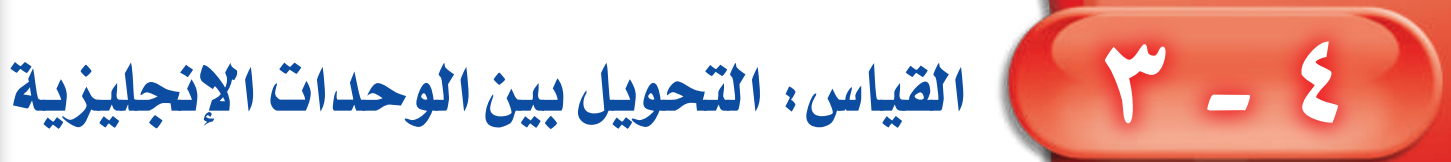 ٤ - ٣ القياس: التحويل بين الوحدات الإنجليزية